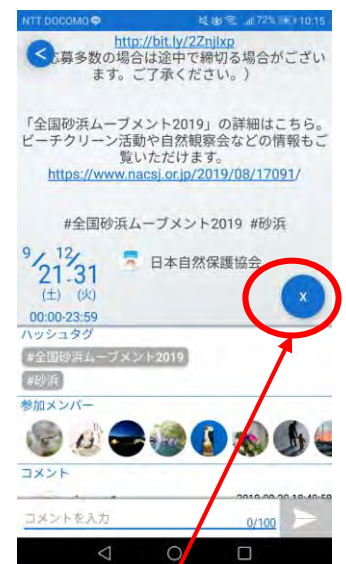 NTT DOCOMO 72% 10:15
http://bit.ly/2Znjlxp
応募多数の場合は途中で締切る場合がござい
ます。ご了承ください。）
「全国砂浜ムーブメント2019」の詳細はこちら。
ビーチクリーン活動や自然観察会などの情報もご
覧いただけます。
https://www.nacsj.or.jp/2019/08/17091/
#全国砂浜ムーブメント2019 #砂浜
9/21-12/31
(土) (火)
日本自然保護協会
x
00:00-23:59
ハッシュタグ
#全国砂浜ムーブメント2019
#砂浜
参加メンバー
コメント
コメントを入力
0/100